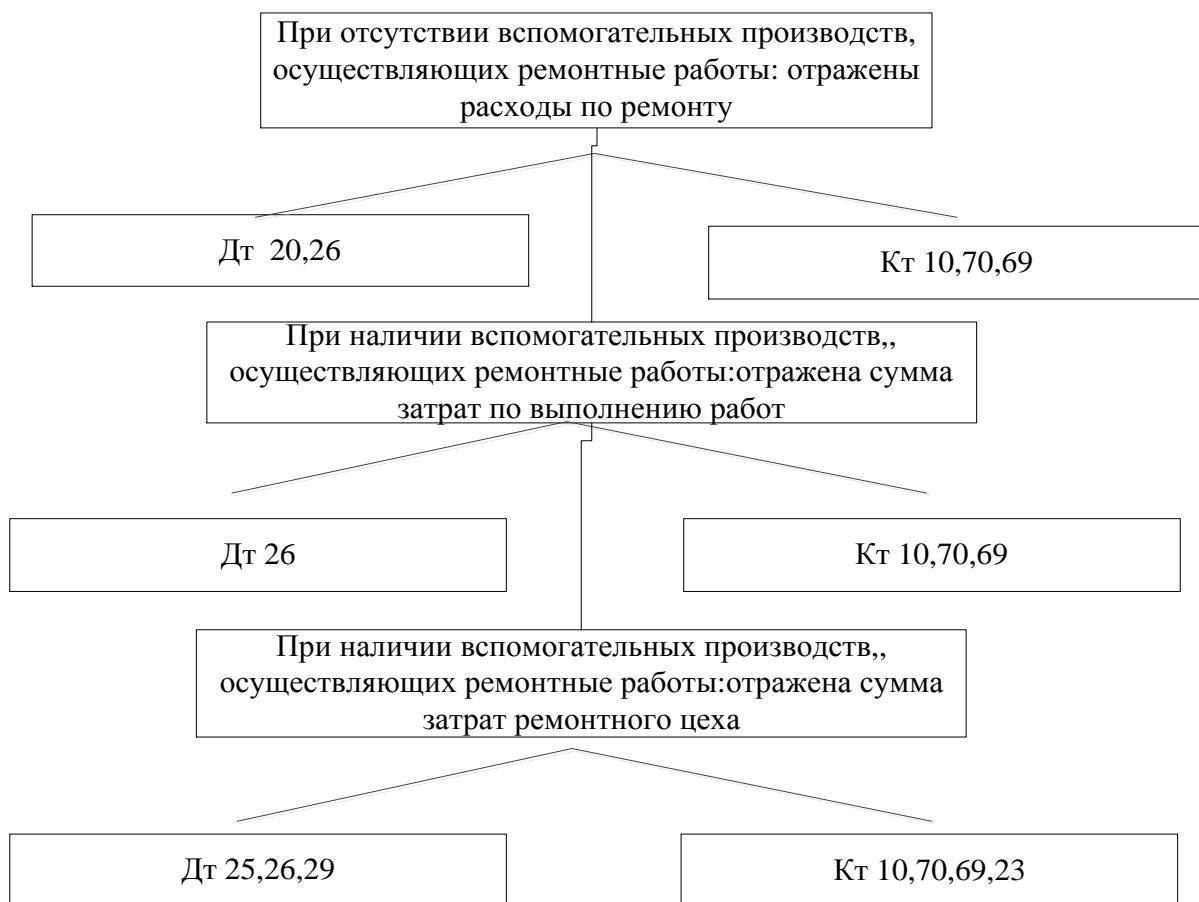 При отсутствии вспомогательных производств,
осуществляющих ремонтные работы: отражены
расходы по ремонту
Дт 20,26
Кт 10,70,69
При наличии вспомогательных производств,,
осуществляющих ремонтные работы:отражена сумма
затрат по выполнению работ
Дт 26
Кт 10,70,69
При наличии вспомогательных производств,,
осуществляющих ремонтные работы:отражена сумма
затрат ремонтного цеха
Дт 25,26,29
Кт 10,70,69,23